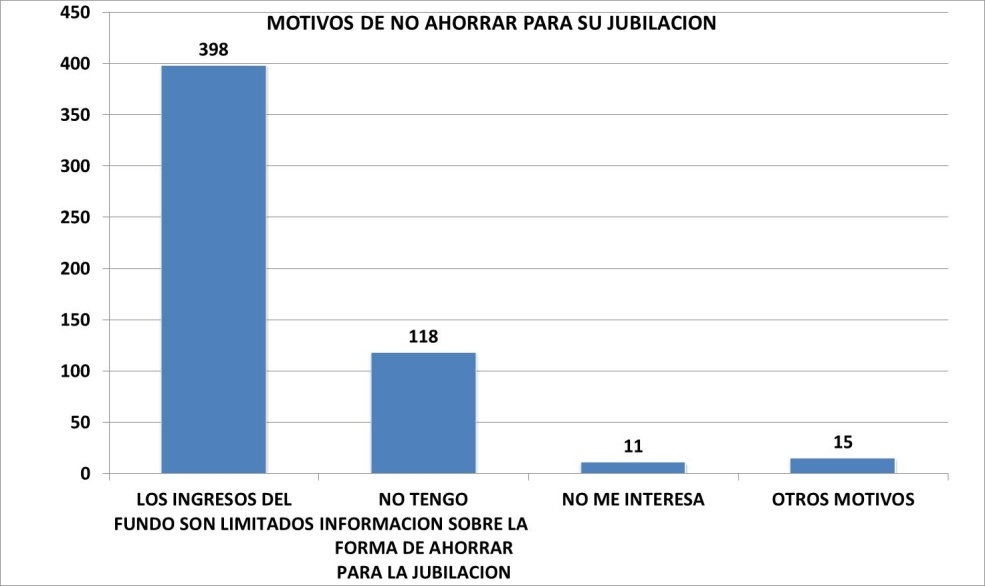 MOTIVOS DE NO AHORRAR PARA SU JUBILACION
450
400
350
300
250
200
150
100
50
0
398
118
11
15
LOS INGRESOS DEL
FUNDO SON LIMITADOS
NO TENGO
INFORMACION SOBRE LA
FORMA DE AHORRAR
PARA LA JUBILACION
NO ME INTERESA
OTROS MOTIVOS